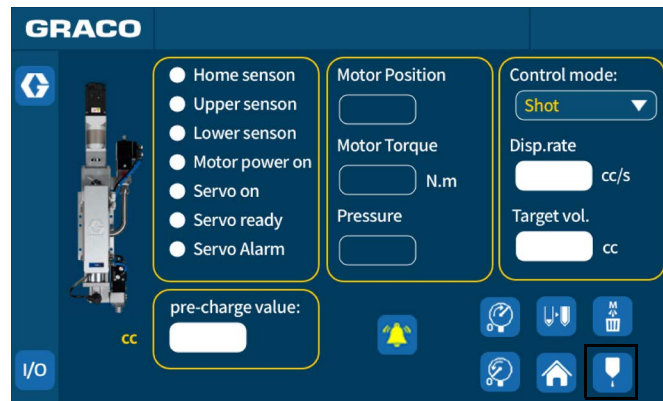 GRACO
Home senson
Upper senson
Lower senson
Motor power on
Servo on
Servo ready
Servo Alarm
Motor Position
Motor Torque
N.m
Pressure
Control mode:
Shot
Disp.rate
cc/s
Target vol.
cc
pre-charge value:
cc
M
I/O